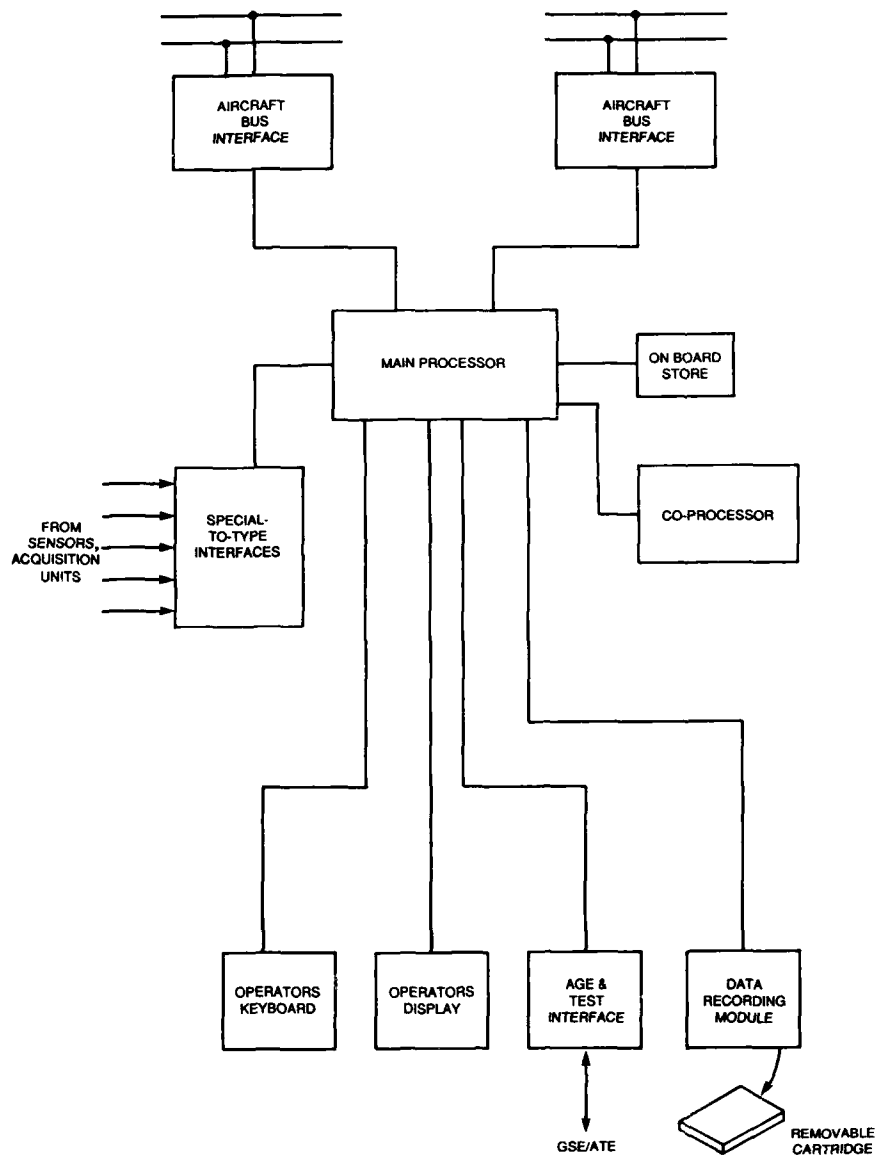 AIRCRAFT
BUS
INTERFACE
AIRCRAFT
BUS
INTERFACE
MAIN PROCESSOR
ON BOARD
STORE
CO-PROCESSOR
SPECIAL-
TO-TYPE
INTERFACES
FROM
SENSORS,
ACQUISITION
UNITS
OPERATORS
KEYBOARD
OPERATORS
DISPLAY
AGE &
TEST
INTERFACE
DATA
RECORDING
MODULE
GSE/ATE
REMOVABLE
CARTRIDGE